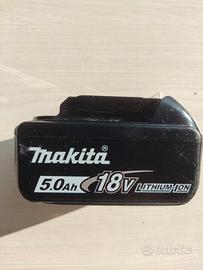 makita
5.0Ah 18V LITHIUM-ION
subito